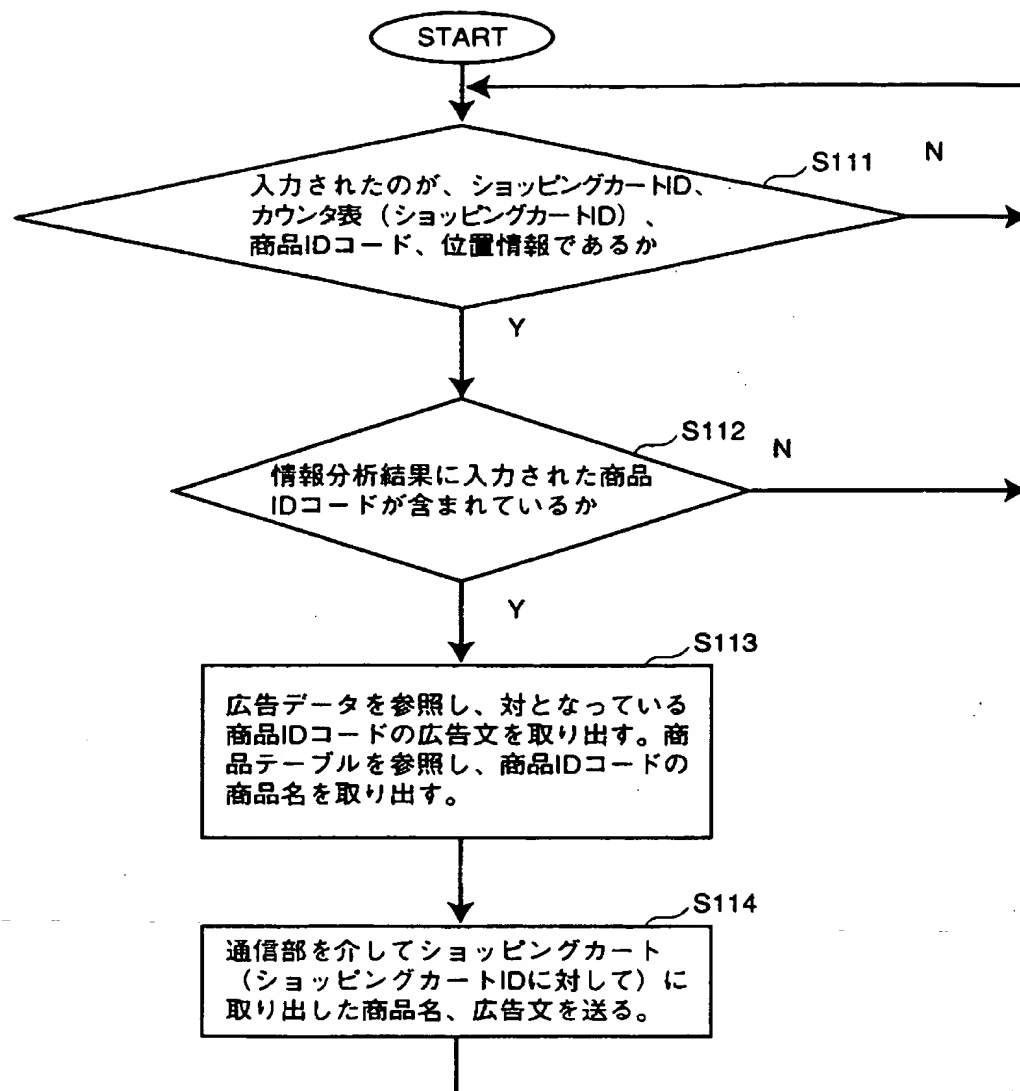 START
S111
N
入力されたのが、ショッピングカートID、
カウンタ表（ショッピングカートID）、
商品IDコード、位置情報であるか
Y
S112
N
情報分析結果に入力された商品
IDコードが含まれているか
Y
S113
広告データを参照し、対となっている
商品IDコードの広告文を取り出す。商
品テーブルを参照し、商品IDコードの
商品名を取り出す。
S114
通信部を介してショッピングカート
（ショッピングカートIDに対して）に
取り出した商品名、広告文を送る。